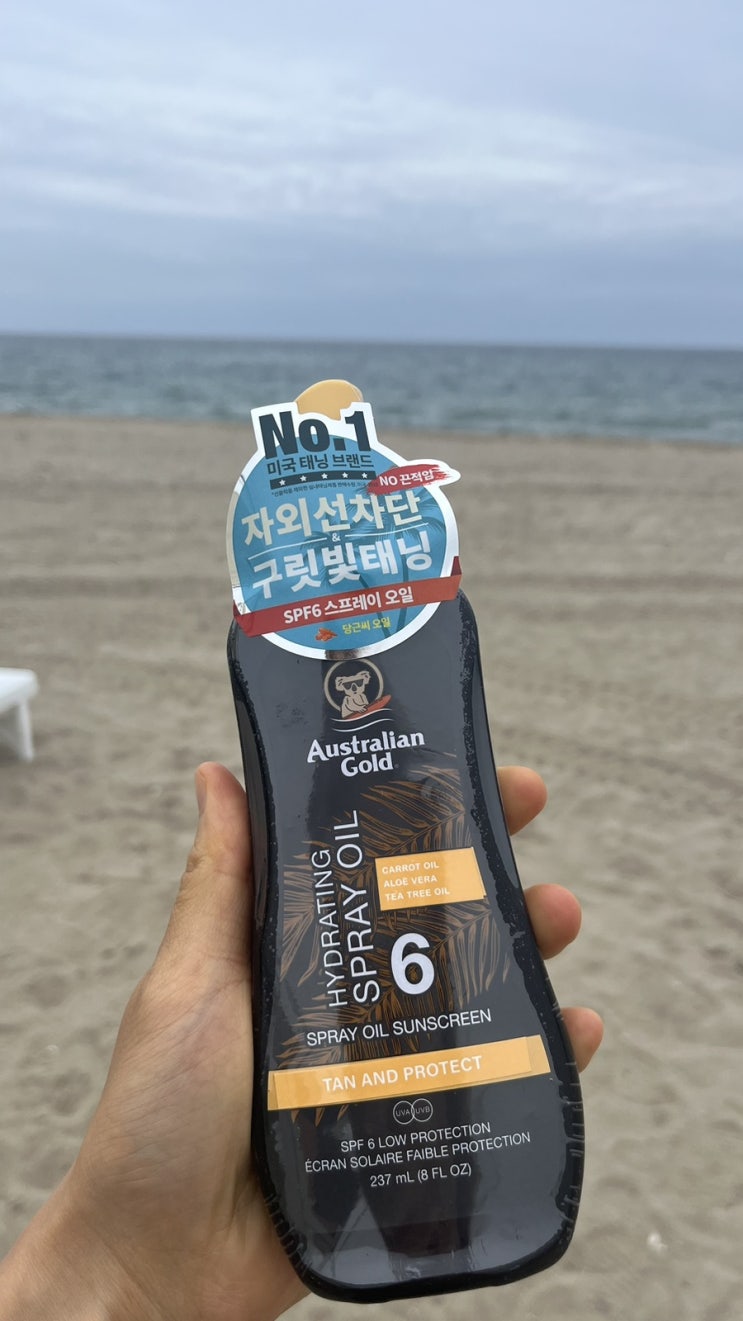 No.1
미국 태닝 브랜드
NO 끈적임
자외선차단
&
구릿빛태닝
SPF6 스프레이 오일
당근씨 오일
Australian
Gold
HYDRATING
SPRAY OIL
CARROT OIL
ALOE VERA
TEA TREE OIL
6
SPRAY OIL SUNSCREEN
TAN AND PROTECT
UVA UVB
SPF 6 LOW PROTECTION
ÉCRAN SOLAIRE FAIBLE PROTECTION
237 mL (8 FL OZ)